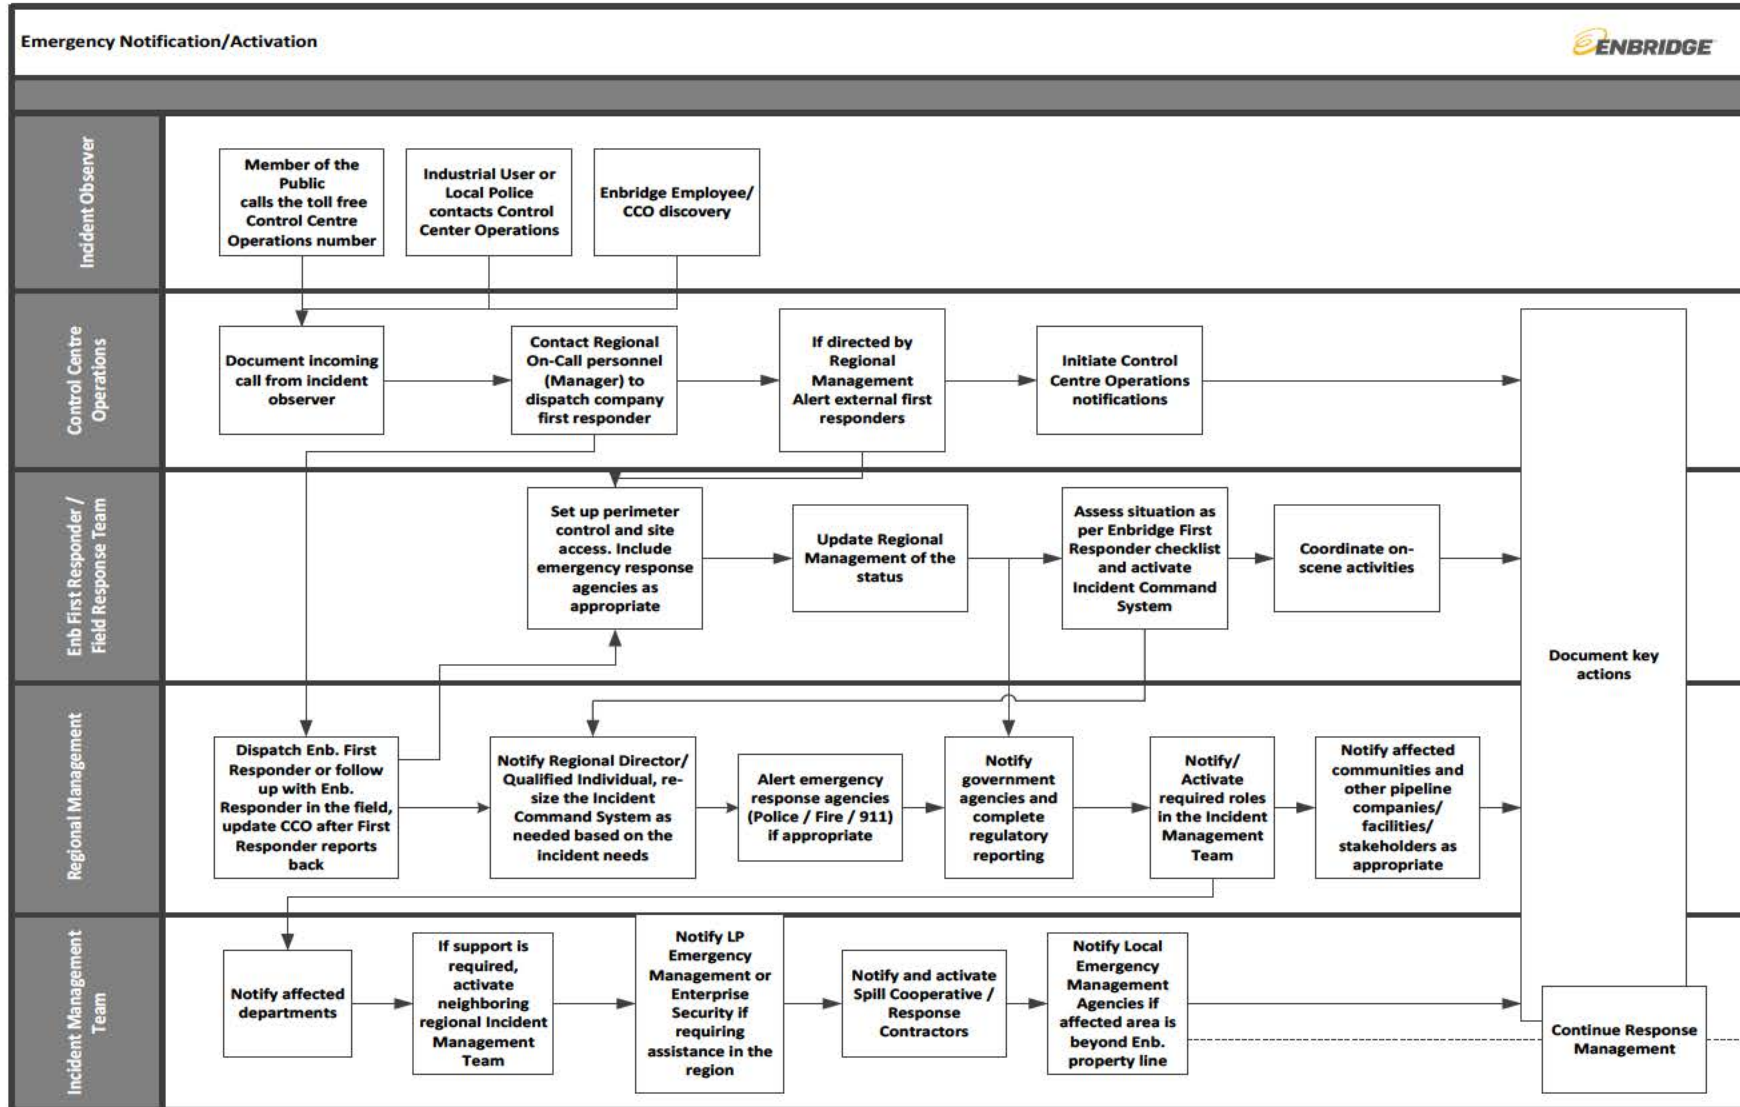 Emergency Notification/Activation
ENBRIDGE
Incident Observer
Member of the
Public
calls the toll free
Control Centre
Operations number
Industrial User or
Local Police
contacts Control
Center Operations
Enbridge Employee/
CCO discovery
Control Centre
Operations
Document incoming
call from incident
observer
Contact Regional
On-Call personnel
(Manager) to
dispatch company
first responder
If directed by
Regional
Management
Alert external first
responders
Initiate Control
Centre Operations
notifications
Enb First Responder /
Field Response Team
Set up perimeter
control and site
access. Include
emergency response
agencies as
appropriate
Update Regional
Management of the
status
Assess situation as
per Enbridge First
Responder checklist
and activate
Incident Command
System
Coordinate on-
scene activities
Document key
actions
Regional Management
Dispatch Enb. First
Responder or follow
up with Enb.
Responder in the field,
update CCO after First
Responder reports
back
Notify Regional Director/
Qualified Individual, re-
size the Incident
Command System as
needed based on the
incident needs
Alert emergency
response agencies
(Police / Fire / 911)
if appropriate
Notify
government
agencies and
complete
regulatory
reporting
Notify/
Activate
required roles
in the Incident
Management
Team
Notify affected
communities and
other pipeline
companies/
facilities/
stakeholders as
appropriate
Incident Management
Team
Notify affected
departments
If support is
required,
activate
neighboring
regional Incident
Management
Team
Notify LP
Emergency
Management or
Enterprise
Security if
requiring
assistance in the
region
Notify and activate
Spill Cooperative /
Response
Contractors
Notify Local
Emergency
Management
Agencies if
affected area is
beyond Enb.
property line
Continue Response
Management